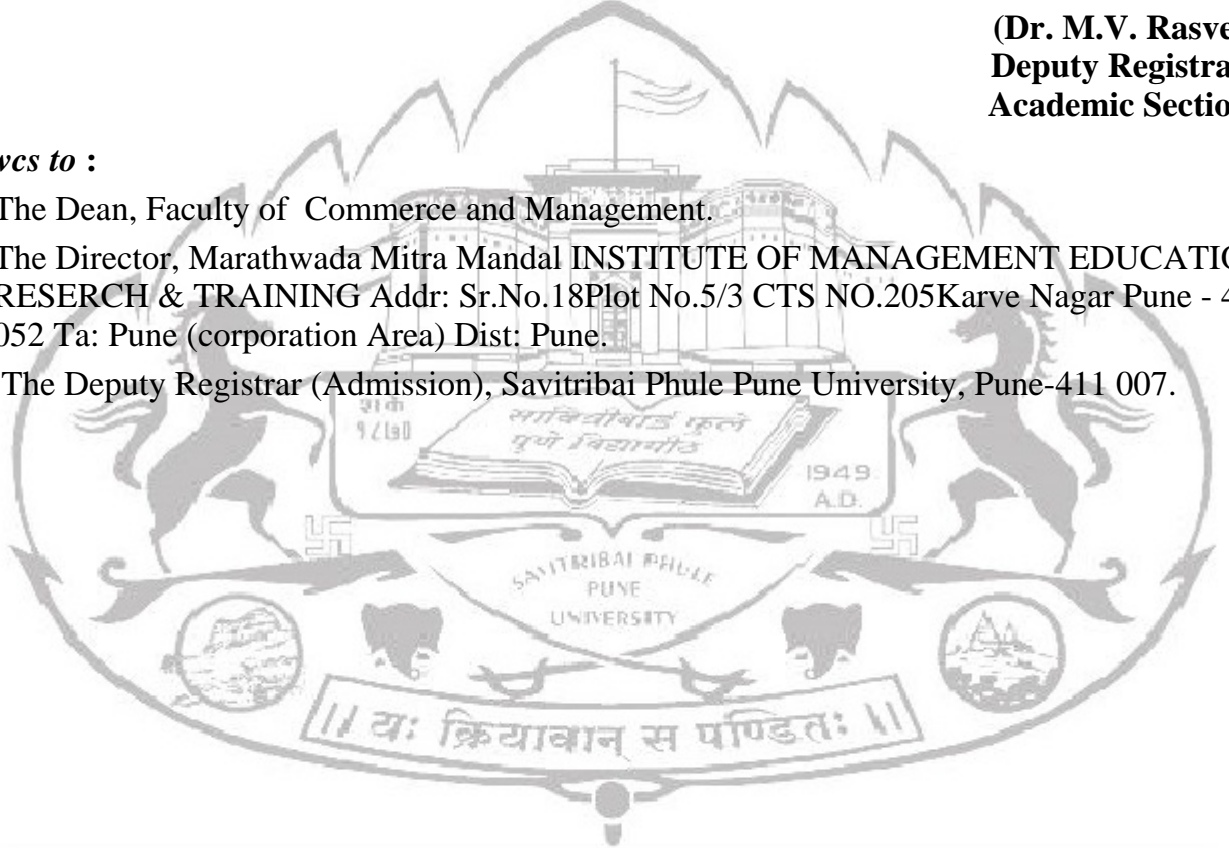 (Dr. M.V. Rasve
Deputy Registra
Academic Sectio
wcs to :
The Dean, Faculty of Commerce and Management.
The Director, Marathwada Mitra Mandal INSTITUTE OF MANAGEMENT EDUCATIO
RESERCH & TRAINING Addr: Sr.No.18Plot No.5/3 CTS NO.205Karve Nagar Pune - 4
052 Ta: Pune (corporation Area) Dist: Pune.
The Deputy Registrar (Admission), Savitribai Phule Pune University, Pune-411 007.
शके
१८७०
सावित्रीबाई फुले
पुणे विद्यापीठ
1949
A.D.
SAVITRIBAI PHULE
PUNE
UNIVERSITY
॥ यः क्रियावान् स पण्डितः ॥